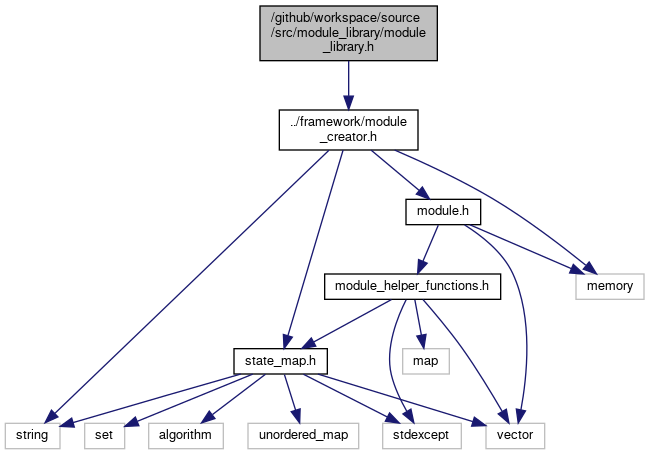 /github/workspace/source
/src/module_library/module
_library.h
../framework/module
_creator.h
module.h
module_helper_functions.h
memory
state_map.h
map
string
set
algorithm
unordered_map
stdexcept
vector